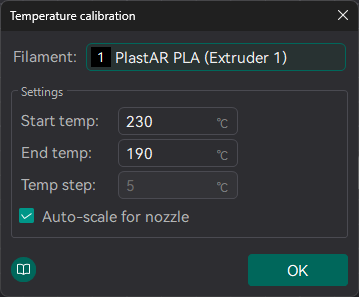 Temperature calibration
Filament: 1 PlastAR PLA (Extruder 1)
Settings
Start temp: 230 °C
End temp: 190 °C
Temp step: 5 °C
Auto-scale for nozzle
OK